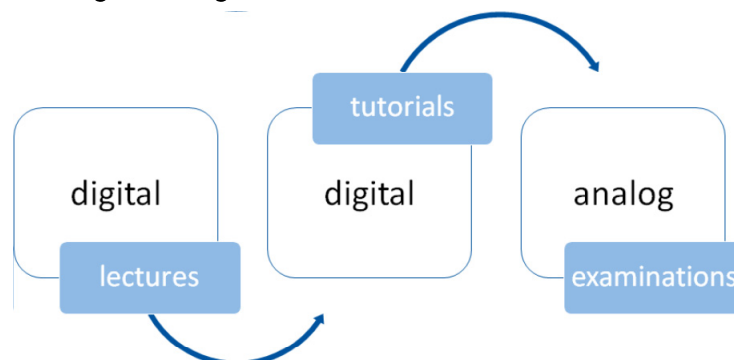 digital
lectures
tutorials
digital
analog
examinations